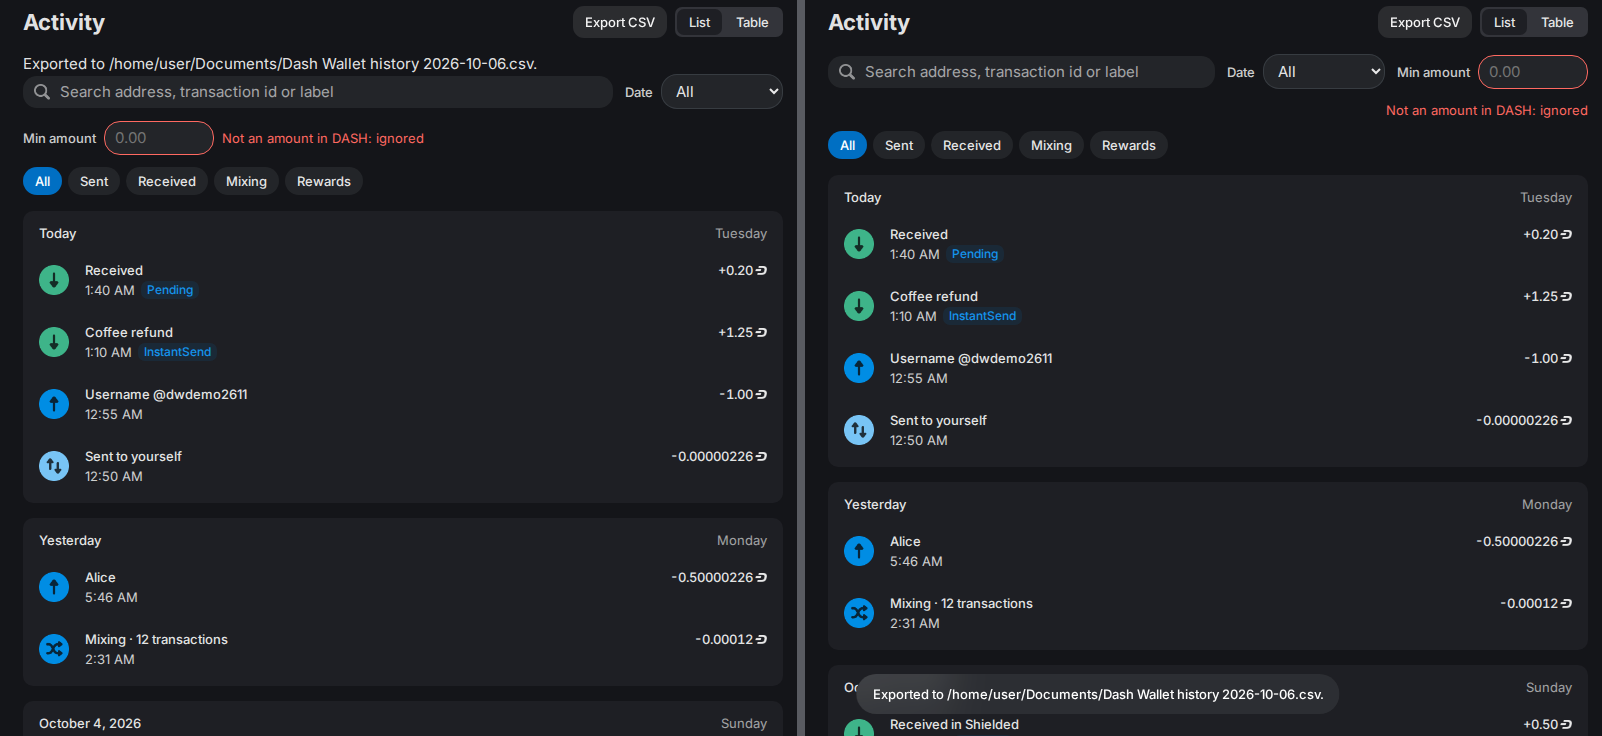 Activity
Export CSV
List
Table
Exported to /home/user/Documents/Dash Wallet history 2026-10-06.csv.
Search address, transaction id or label
Date
All
Min amount
0.00
Not an amount in DASH: ignored
All
Sent
Received
Mixing
Rewards
Today
Tuesday
Received
+0.20
1:40 AM
Pending
Coffee refund
+1.25
1:10 AM
InstantSend
Username @dwdemo2611
-1.00
12:55 AM
Sent to yourself
-0.00000226
12:50 AM
Yesterday
Monday
Alice
-0.50000226
5:46 AM
Mixing · 12 transactions
-0.00012
2:31 AM
October 4, 2026
Sunday
Activity
Export CSV
List
Table
Search address, transaction id or label
Date
All
Min amount
0.00
Not an amount in DASH: ignored
All
Sent
Received
Mixing
Rewards
Today
Tuesday
Received
+0.20
1:40 AM
Pending
Coffee refund
+1.25
1:10 AM
InstantSend
Username @dwdemo2611
-1.00
12:55 AM
Sent to yourself
-0.00000226
12:50 AM
Yesterday
Monday
Alice
-0.50000226
5:46 AM
Mixing · 12 transactions
-0.00012
2:31 AM
Sunday
Exported to /home/user/Documents/Dash Wallet history 2026-10-06.csv.
Received in Shielded
+0.50